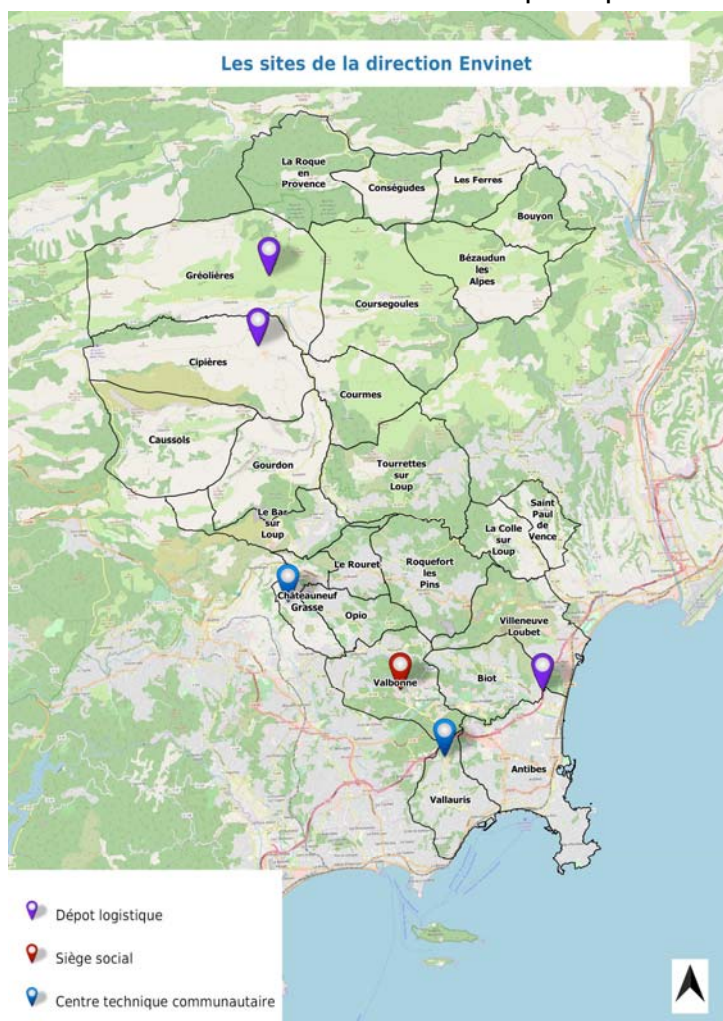 Les sites de la direction Envinet
La Roque
en
Provence
Conségudes
Les Ferres
Bouyon
Bézaudun
les
Alpes
Gréolières
Coursegoules
Cipières
Courmes
Caussols
Gourdon
Tourrettes
sur
Loup
Le Bar
sur
Loup
Saint
Paul
de
Vence
La Colle
sur
Loup
Le Rouret
Roquefort
les
Pins
Châteauneuf
Grasse
Opio
Villeneuve
Loubet
Valbonne
Biot
Antibes
Vallauris
Dépot logistique
Siège social
Centre technique communautaire